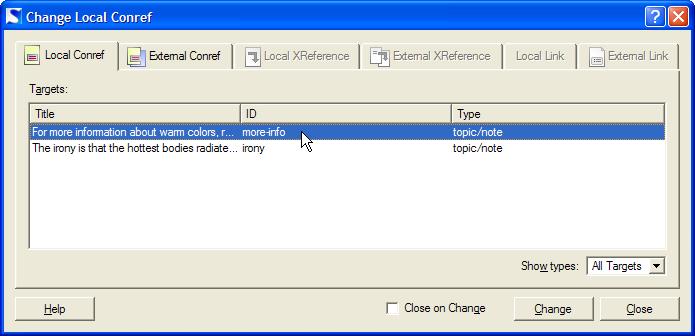 Change Local Conref
Local Conref External Conref Local XReference External XReference Local Link External Link
Targets:
Title ID Type
For more information about warm colors, r... more-info topic/note
The irony is that the hottest bodies radiate... irony topic/note
Show types: All Targets
Help Close on Change Change Close